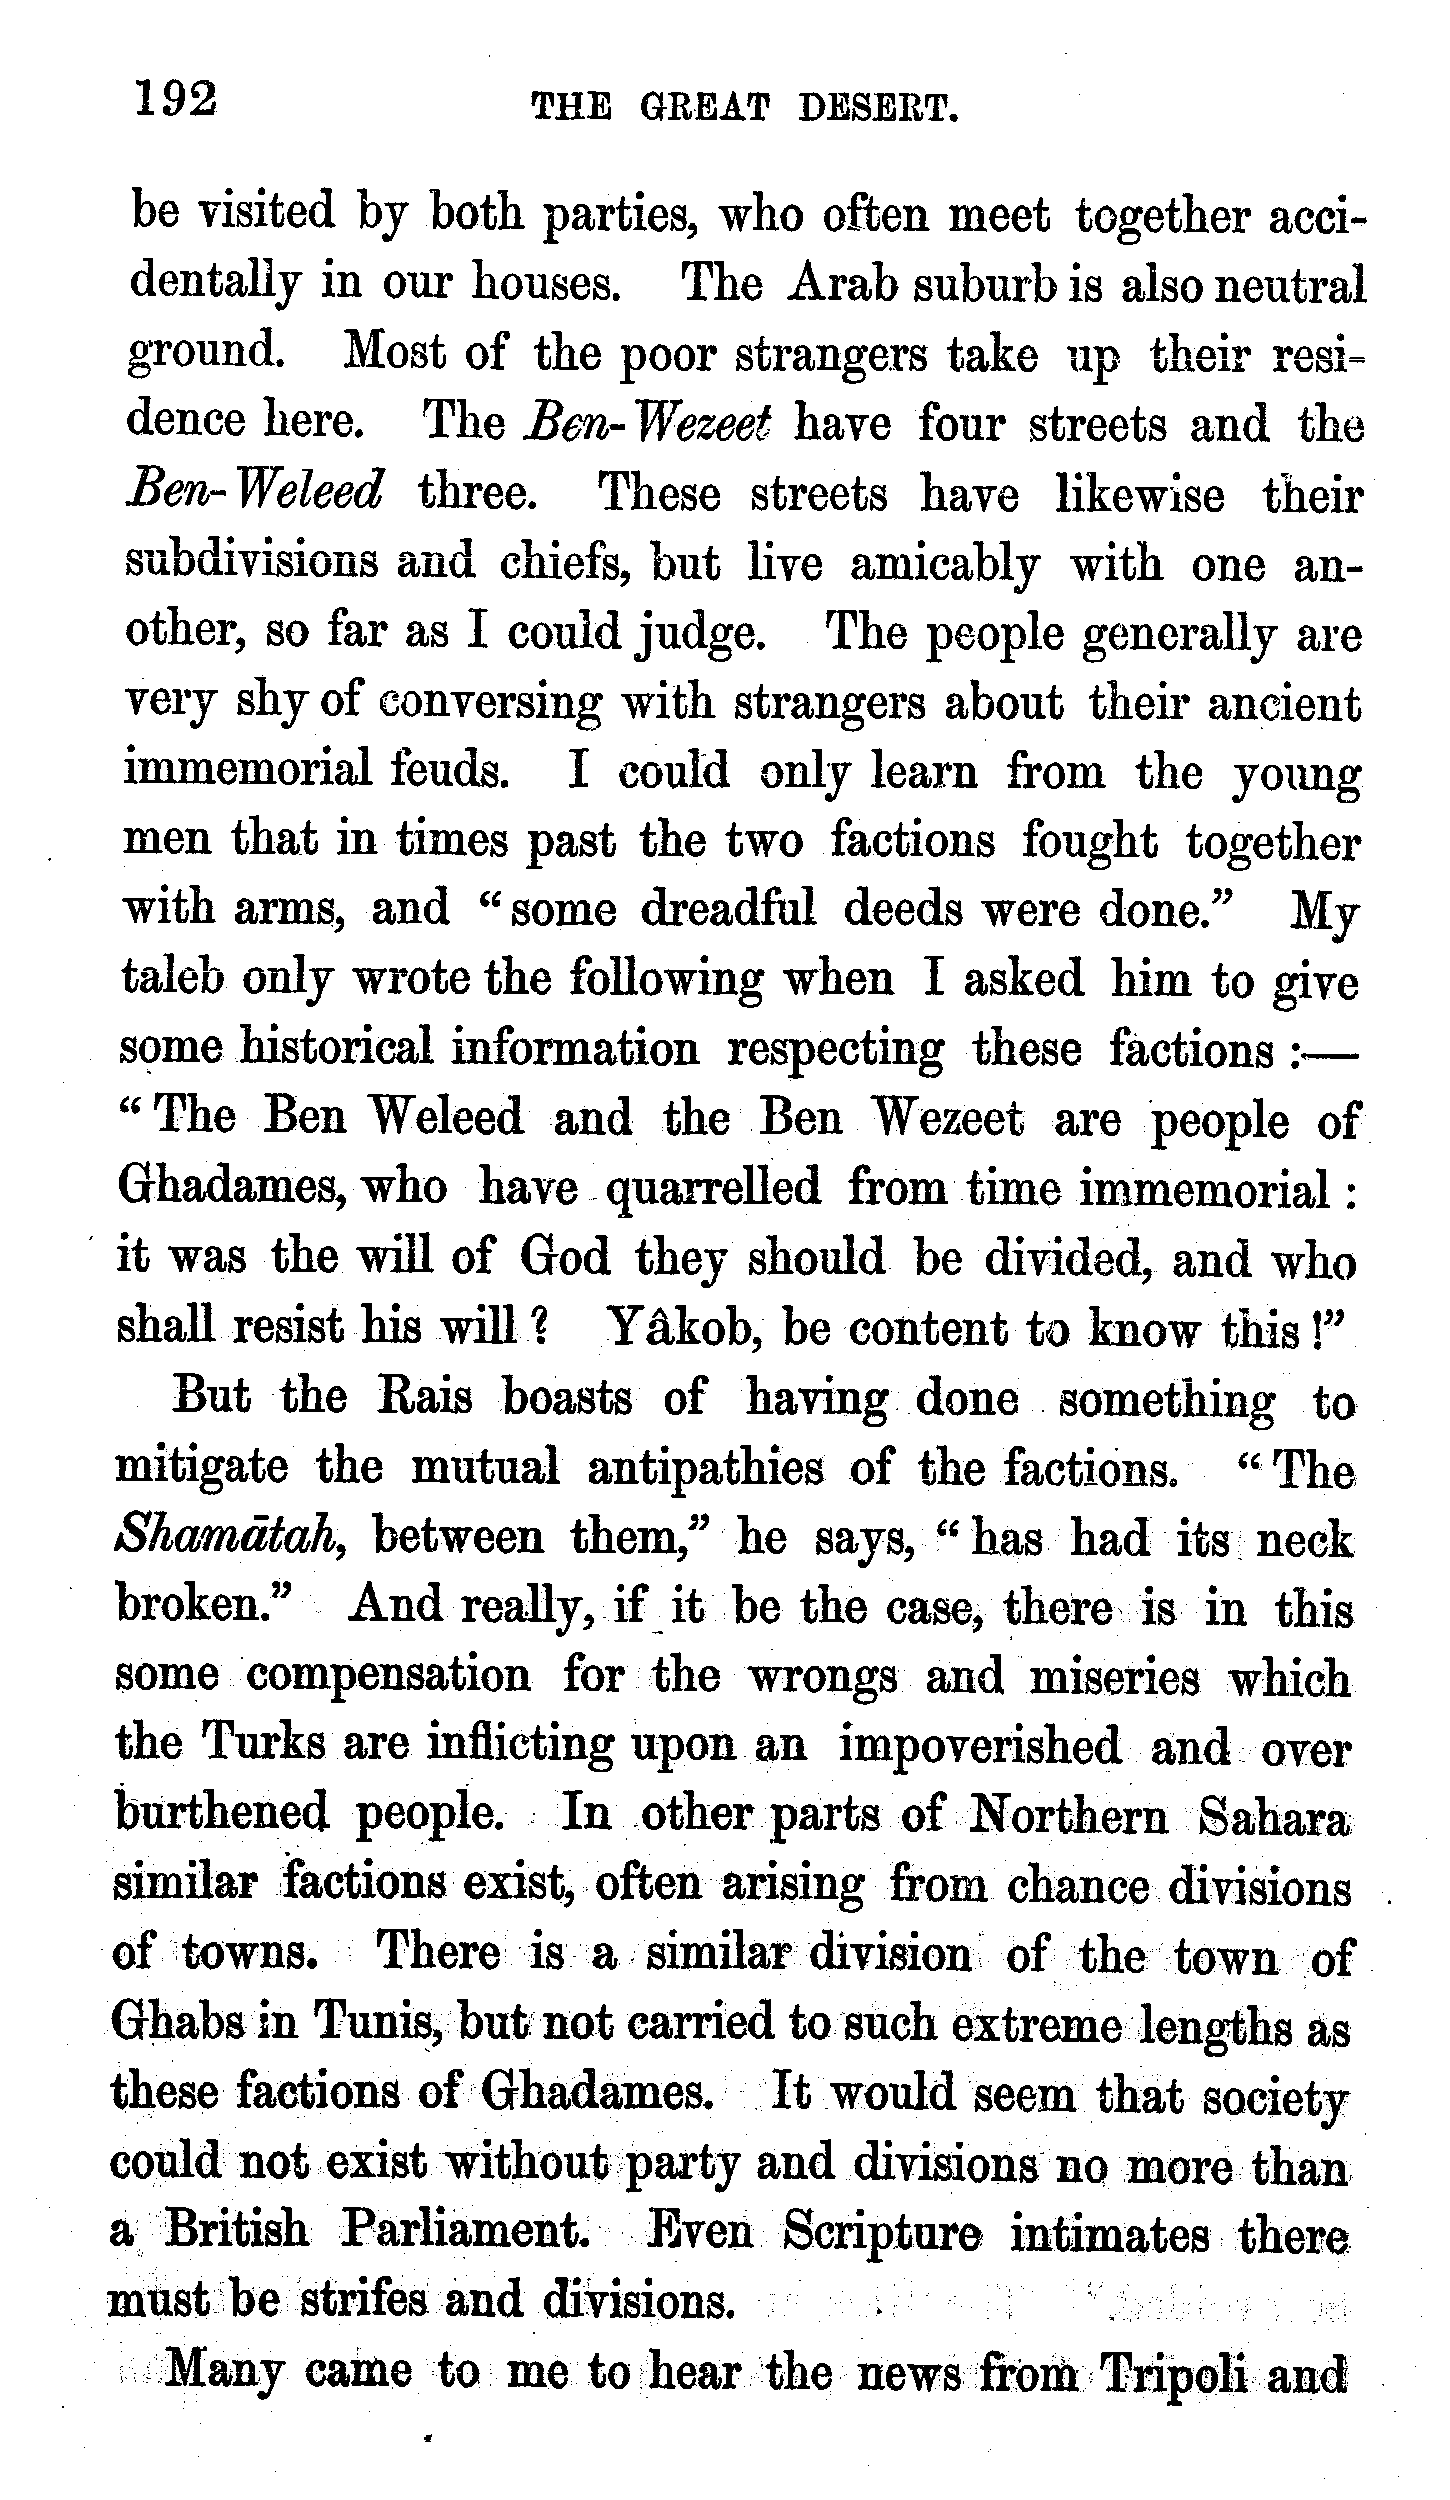 192 THE GREAT DESERT.
be visited by both parties, who often meet together acci-
dentally in our houses. The Arab suburb is also neutral
ground. Most of the poor strangers take up their resi-
dence here. The Ben-Wezeet have four streets and the
Ben-Weleed three. These streets have likewise their
subdivisions and chiefs, but live amicably with one an-
other, so far as I could judge. The people generally are
very shy of conversing with strangers about their ancient
immemorial feuds. I could only learn from the young
men that in times past the two factions fought together
with arms, and “some dreadful deeds were done.” My
taleb only wrote the following when I asked him to give
some historical information respecting these factions :—
“The Ben Weleed and the Ben Wezeet are people of
Ghadames, who have quarrelled from time immemorial :
it was the will of God they should be divided, and who
shall resist his will ? Yâkob, be content to know this !”
But the Rais boasts of having done something to
mitigate the mutual antipathies of the factions. “The
Shamātah, between them,” he says, “has had its neck
broken.” And really, if it be the case, there is in this
some compensation for the wrongs and miseries which
the Turks are inflicting upon an impoverished and over
burthened people. In other parts of Northern Sahara
similar factions exist, often arising from chance divisions
of towns. There is a similar division of the town of
Ghabs in Tunis, but not carried to such extreme lengths as
these factions of Ghadames. It would seem that society
could not exist without party and divisions no more than
a British Parliament. Even Scripture intimates there
must be strifes and divisions.
Many came to me to hear the news from Tripoli and